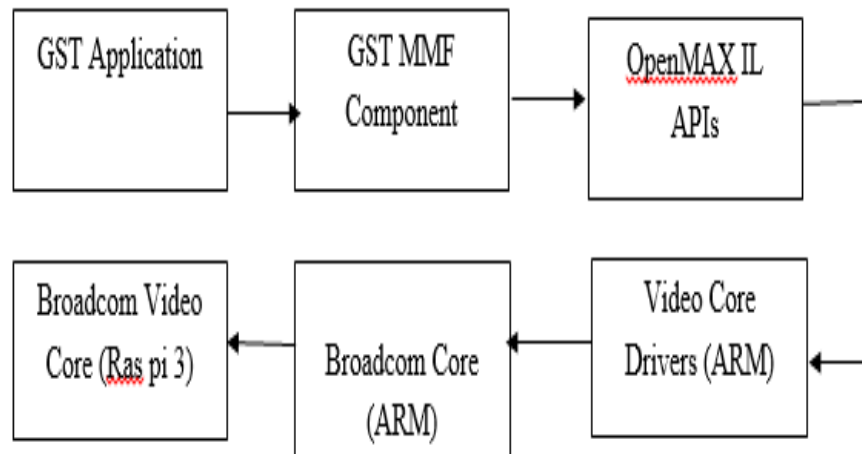 GST Application
GST MMF
Component
OpenMAX IL
APIs
Broadcom Video
Core (Ras pi 3)
Broadcom Core
(ARM)
Video Core
Drivers (ARM)